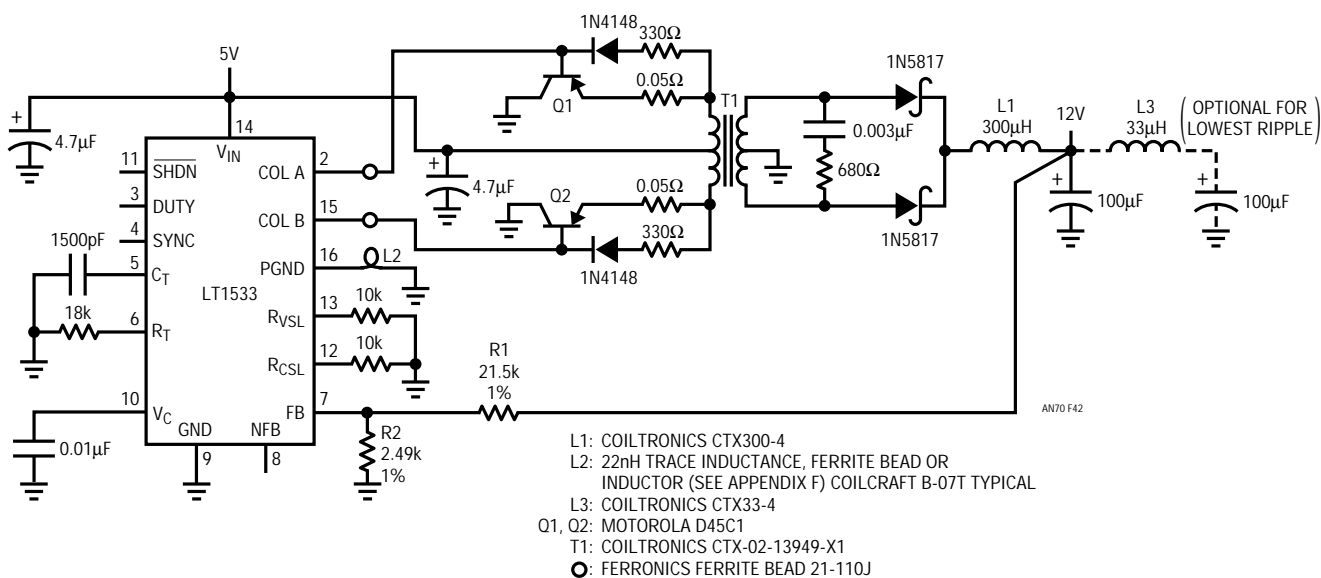 1N4148
330Ω
5V
0.05Ω
1N5817
+
4.7µF
14
V_IN
Q1
T1
0.003µF
L1
300µH
12V
L3
33µH
(OPTIONAL FOR
LOWEST RIPPLE)
11
SHDN
COL A
2
+
4.7µF
Q2
0.05Ω
680Ω
3
DUTY
COL B
15
330Ω
+
100µF
+
100µF
4
SYNC
1N4148
1N5817
1500pF
5
C_T
PGND
16
L2
LT1533
18k
6
R_T
R_VSL
13
10k
R_CSL
12
10k
R1
21.5k
1%
10
V_C
FB
7
AN70 F42
0.01µF
GND
NFB
9
8
R2
2.49k
1%
L1: COILTRONICS CTX300-4
L2: 22nH TRACE INDUCTANCE, FERRITE BEAD OR
INDUCTOR (SEE APPENDIX F) COILCRAFT B-07T TYPICAL
L3: COILTRONICS CTX33-4
Q1, Q2: MOTOROLA D45C1
T1: COILTRONICS CTX-02-13949-X1
: FERRONICS FERRITE BEAD 21-110J